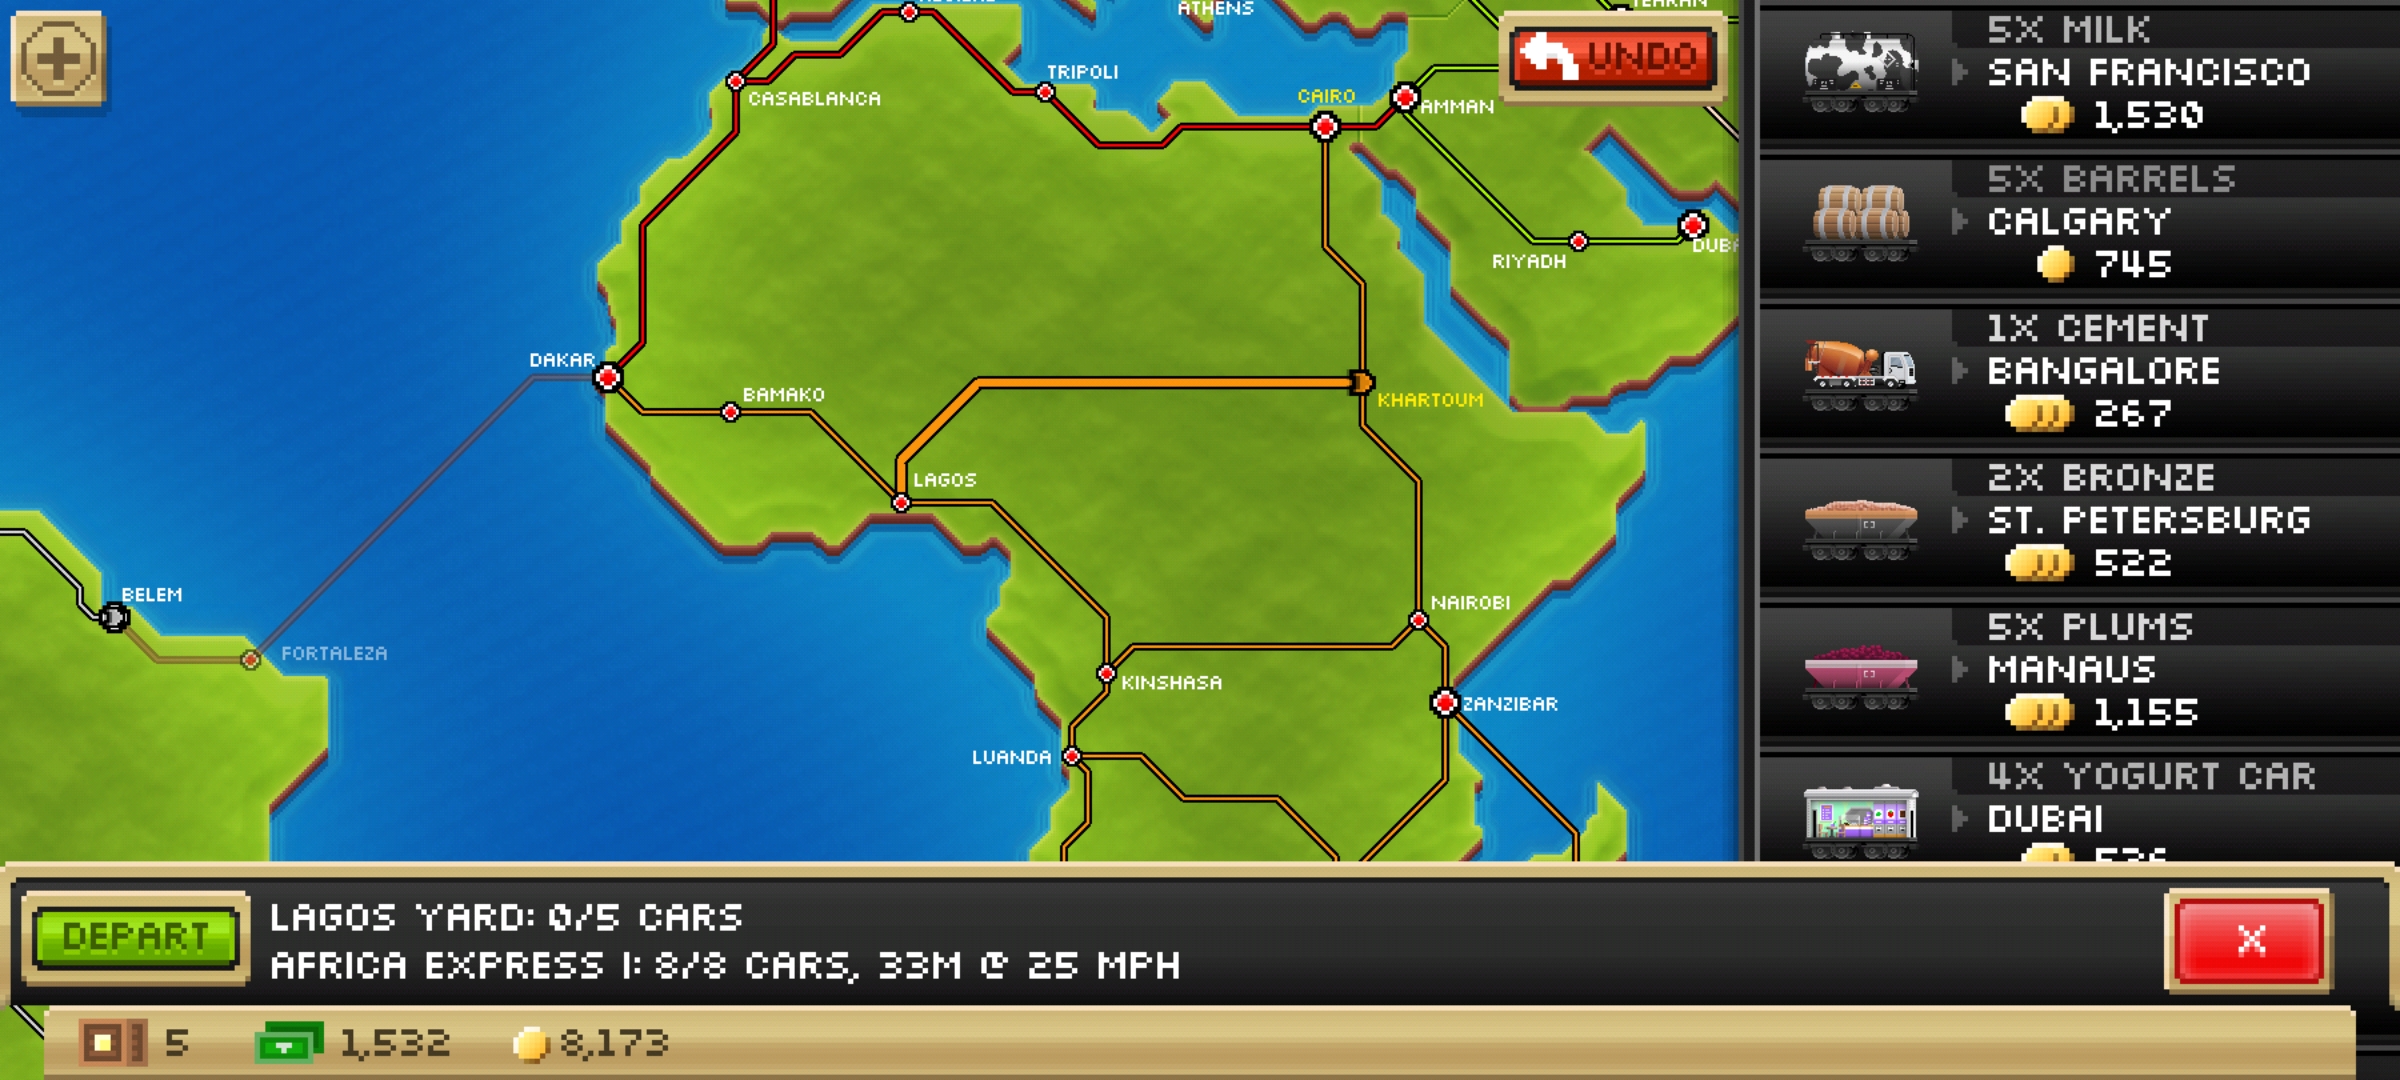 ATHENS
UNDO
TRIPOLI
CASABLANCA
CAIRO
AMMAN
RIYADH
DAKAR
BAMAKO
KHARTOUM
LAGOS
BELEM
FORTALEZA
NAIROBI
KINSHASA
ZANZIBAR
LUANDA
5X MILK
SAN FRANCISCO
1,530
5X BARRELS
CALGARY
745
1X CEMENT
BANGALORE
267
2X BRONZE
ST. PETERSBURG
522
5X PLUMS
MANAUS
1,155
4X YOGURT CAR
DUBAI
DEPART
LAGOS YARD: 0/5 CARS
AFRICA EXPRESS I: 8/8 CARS, 33M @ 25 MPH
X
5
1,532
8,173